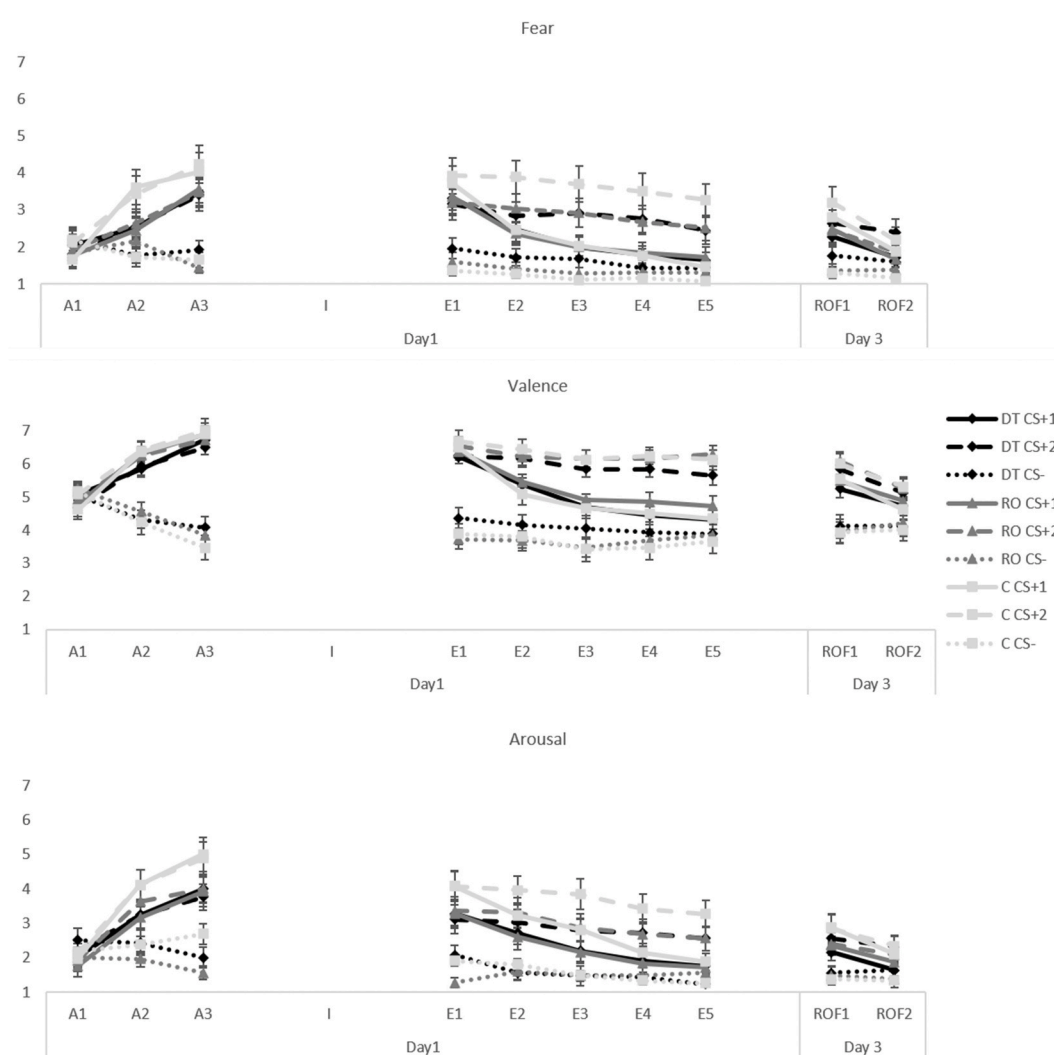 Fear
7
6
5
4
3
2
1
A1 A2 A3 I E1 E2 E3 E4 E5 ROF1 ROF2
Day1 Day 3
Valence
7
6
5
4
3
2
1
A1 A2 A3 I E1 E2 E3 E4 E5 ROF1 ROF2
Day1 Day 3
DT CS+1
DT CS+2
DT CS-
RO CS+1
RO CS+2
RO CS-
C CS+1
C CS+2
C CS-
Arousal
7
6
5
4
3
2
1
A1 A2 A3 I E1 E2 E3 E4 E5 ROF1 ROF2
Day1 Day 3